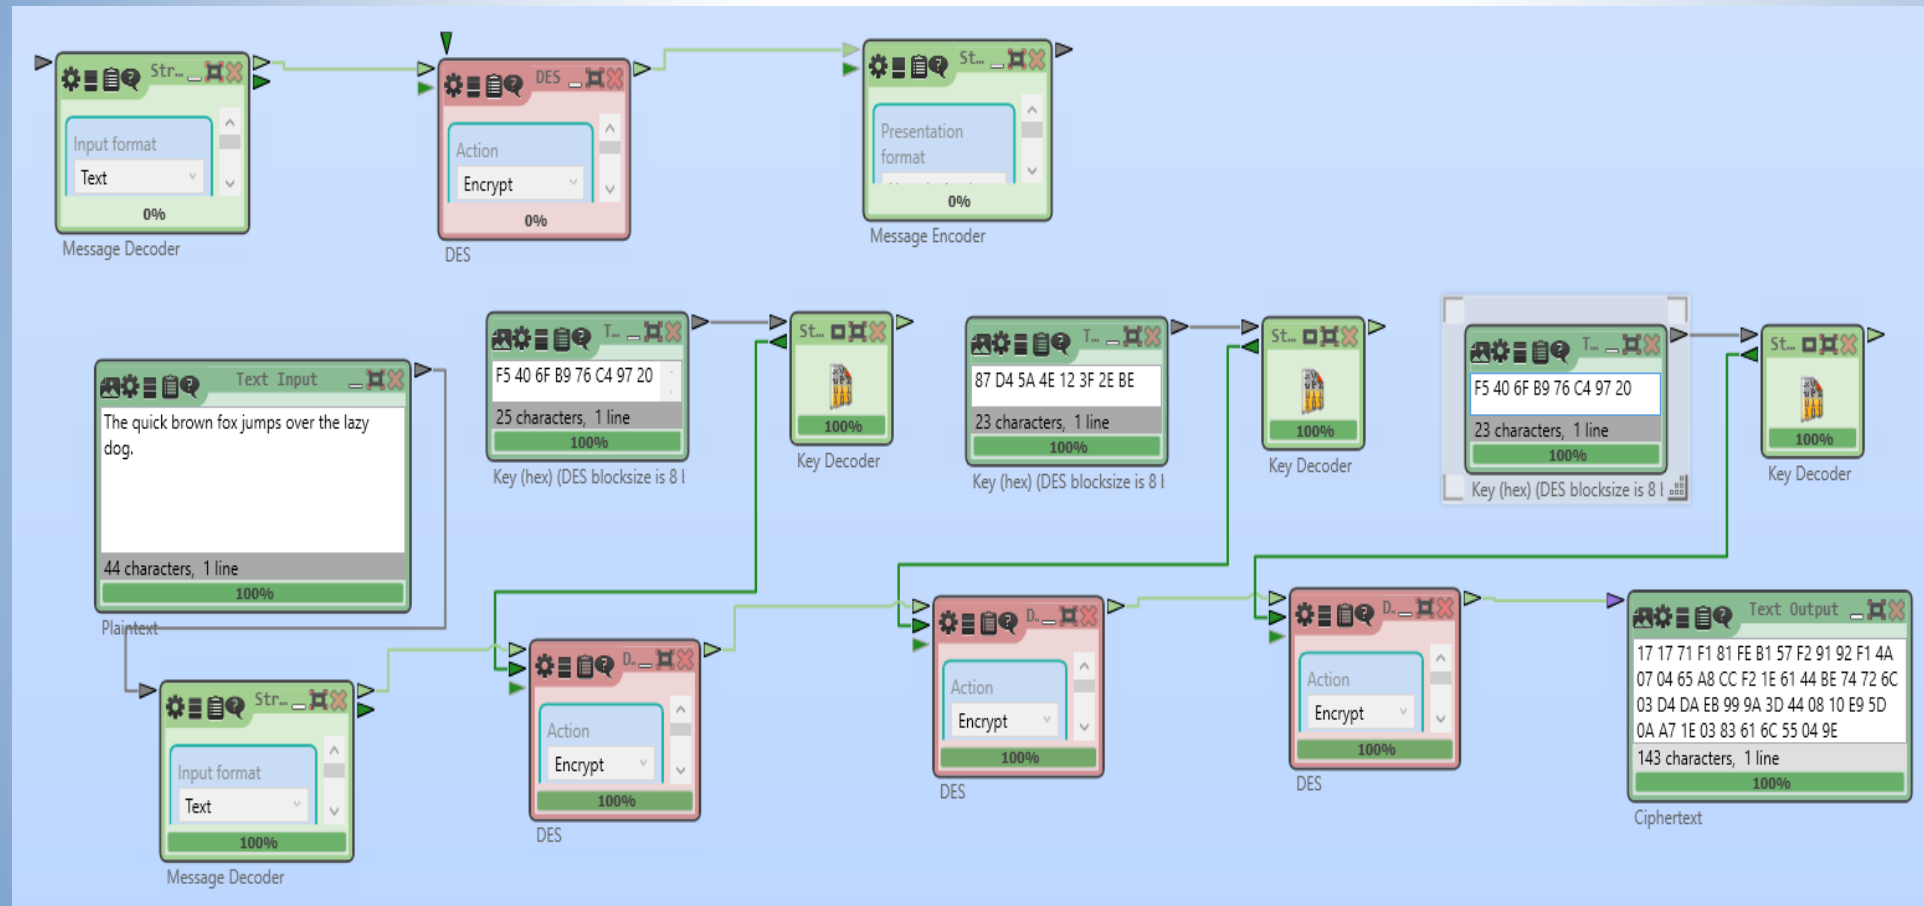 Str...
Input format
Text
0%
Message Decoder
DES
Action
Encrypt
0%
DES
St...
Presentation
format
0%
Message Encoder
Text Input
The quick brown fox jumps over the lazy
dog.
44 characters, 1 line
100%
Plaintext
T...
F5 40 6F B9 76 C4 97 20
25 characters, 1 line
100%
Key (hex) (DES blocksize is 8 l
St...
100%
Key Decoder
T...
87 D4 5A 4E 12 3F 2E BE
23 characters, 1 line
100%
Key (hex) (DES blocksize is 8 l
St...
100%
Key Decoder
T...
F5 40 6F B9 76 C4 97 20
23 characters, 1 line
100%
Key (hex) (DES blocksize is 8 l
St...
100%
Key Decoder
Str...
Input format
Text
100%
Message Decoder
D..
Action
Encrypt
100%
DES
D..
Action
Encrypt
100%
DES
D..
Action
Encrypt
100%
DES
Text Output
17 17 71 F1 81 FE B1 57 F2 91 92 F1 4A
07 04 65 A8 CC F2 1E 61 44 BE 74 72 6C
03 D4 DA EB 99 9A 3D 44 08 10 E9 5D
0A A7 1E 03 83 61 6C 55 04 9E
143 characters, 1 line
100%
Ciphertext